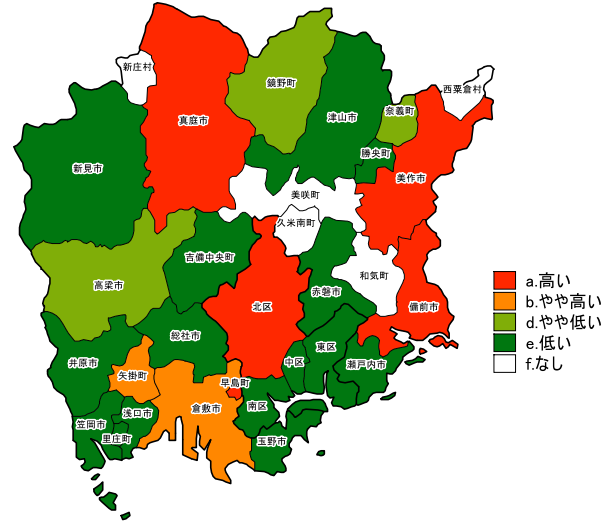 新庄村
鏡野町
西粟倉村
真庭市
津山市
奈義町
勝央町
新見市
美作市
美咲町
久米南町
吉備中央町
和気町
高梁市
赤磐市
北区
備前市
総社市
東区
井原市
中区
瀬戸内市
矢掛町
早島町
浅口市
倉敷市
南区
笠岡市
里庄町
玉野市
a.高い
b.やや高い
d.やや低い
e.低い
f.なし